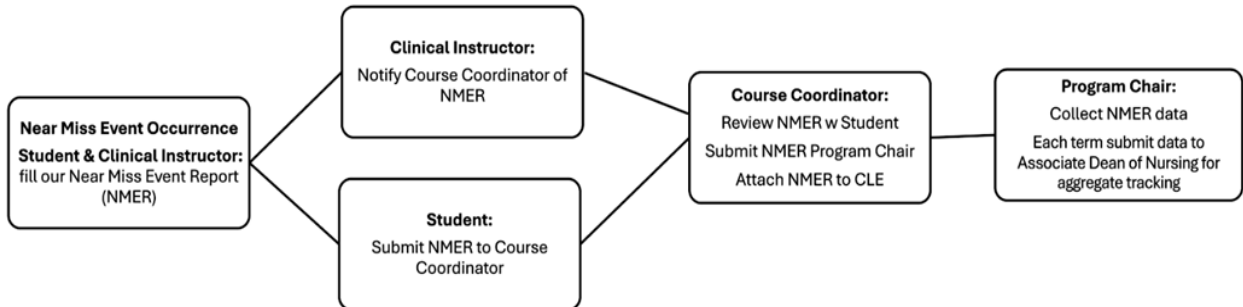 Near Miss Event Occurrence
Student & Clinical Instructor:
fill our Near Miss Event Report
(NMER)
Clinical Instructor:
Notify Course Coordinator of
NMER
Student:
Submit NMER to Course
Coordinator
Course Coordinator:
Review NMER w Student
Submit NMER Program Chair
Attach NMER to CLE
Program Chair:
Collect NMER data
Each term submit data to
Associate Dean of Nursing for
aggregate tracking